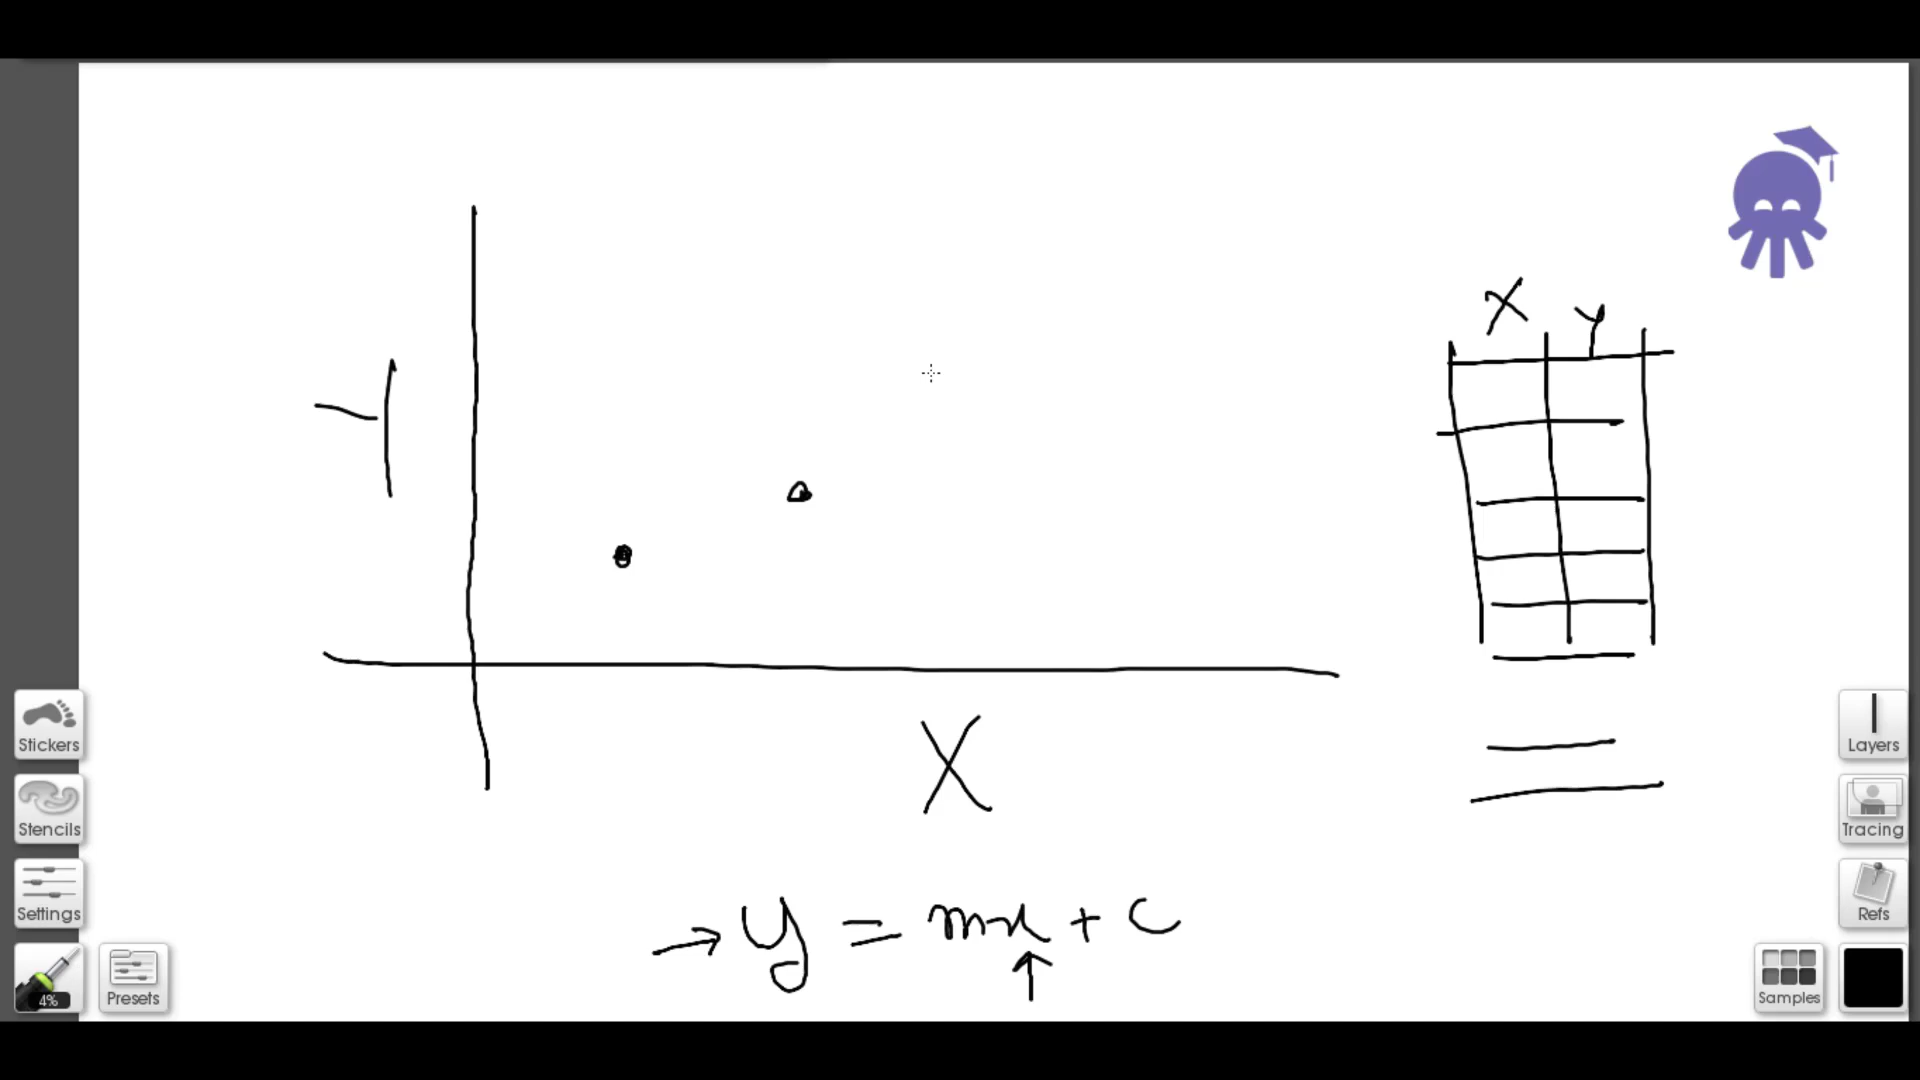 X Y
Y
X
→ y = mx + c
↑
Stickers
Stencils
Settings
4%
Presets
Layers
Tracing
Refs
Samples